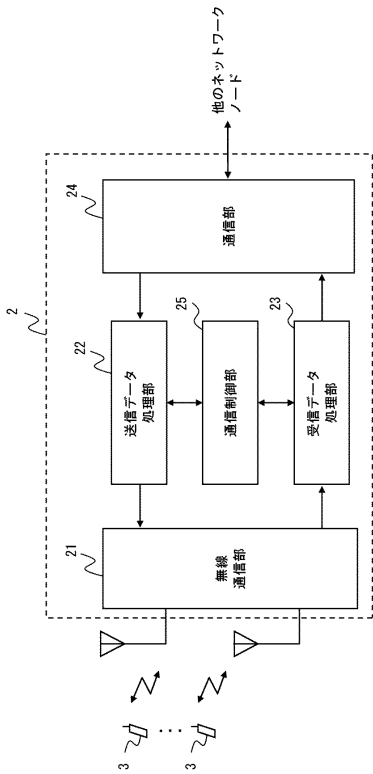 2
24
通信部
他のネットワーク
ノード
22
送信データ
処理部
25
通信制御部
23
受信データ
処理部
21
無線
通信部
3
・・・
3